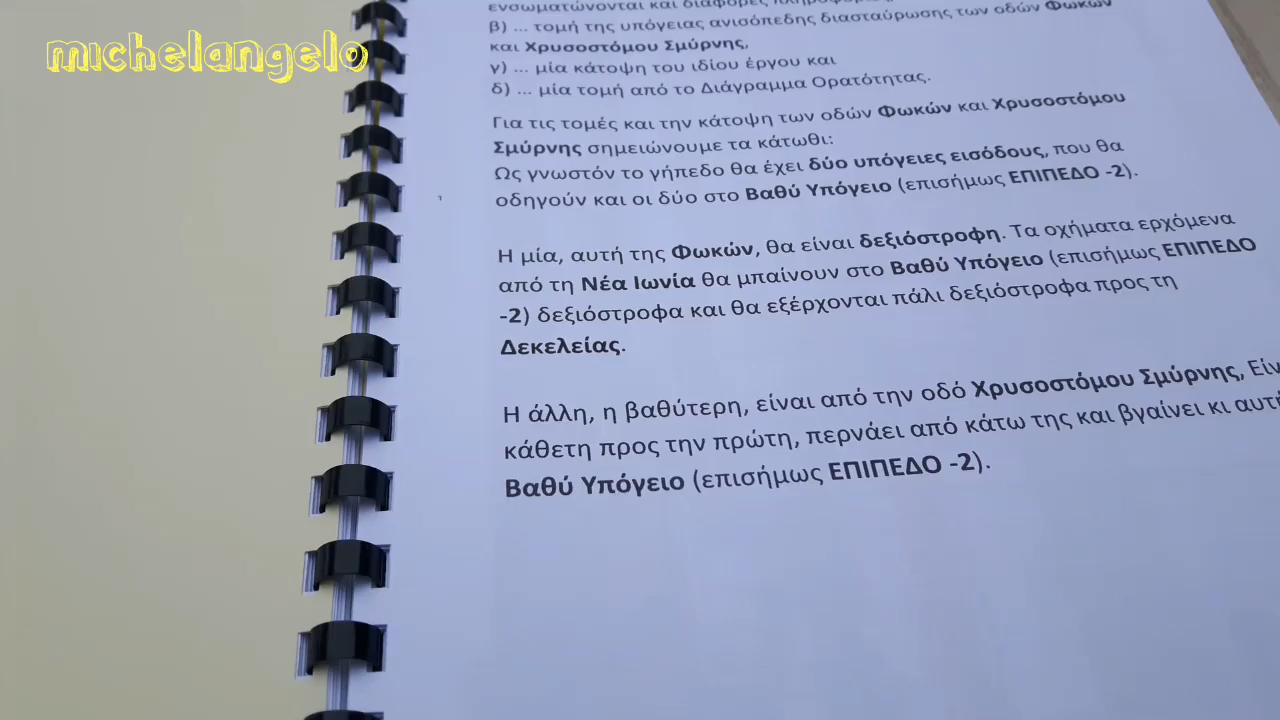 michelangelo
ενσωματώνονται και διάφορες
β) ... τομή της υπόγειας ανισόπεδης διασταύρωσης των οδών Φωκών
και Χρυσοστόμου Σμύρνης,
γ) ... μία κάτοψη του ιδίου έργου και
δ) ... μία τομή από το Διάγραμμα Ορατότητας.
Για τις τομές και την κάτοψη των οδών Φωκών και Χρυσοστόμου
Σμύρνης σημειώνουμε τα κάτωθι:
Ως γνωστόν το γήπεδο θα έχει δύο υπόγειες εισόδους, που θα
οδηγούν και οι δύο στο Βαθύ Υπόγειο (επισήμως ΕΠΙΠΕΔΟ -2).
Η μία, αυτή της Φωκών, θα είναι δεξιόστροφη. Τα οχήματα ερχόμενα
από τη Νέα Ιωνία θα μπαίνουν στο Βαθύ Υπόγειο (επισήμως ΕΠΙΠΕΔΟ
-2) δεξιόστροφα και θα εξέρχονται πάλι δεξιόστροφα προς τη
Δεκελείας.
Η άλλη, η βαθύτερη, είναι από την οδό Χρυσοστόμου Σμύρνης, Είν
κάθετη προς την πρώτη, περνάει από κάτω της και βγαίνει κι αυτή
Βαθύ Υπόγειο (επισήμως ΕΠΙΠΕΔΟ -2).